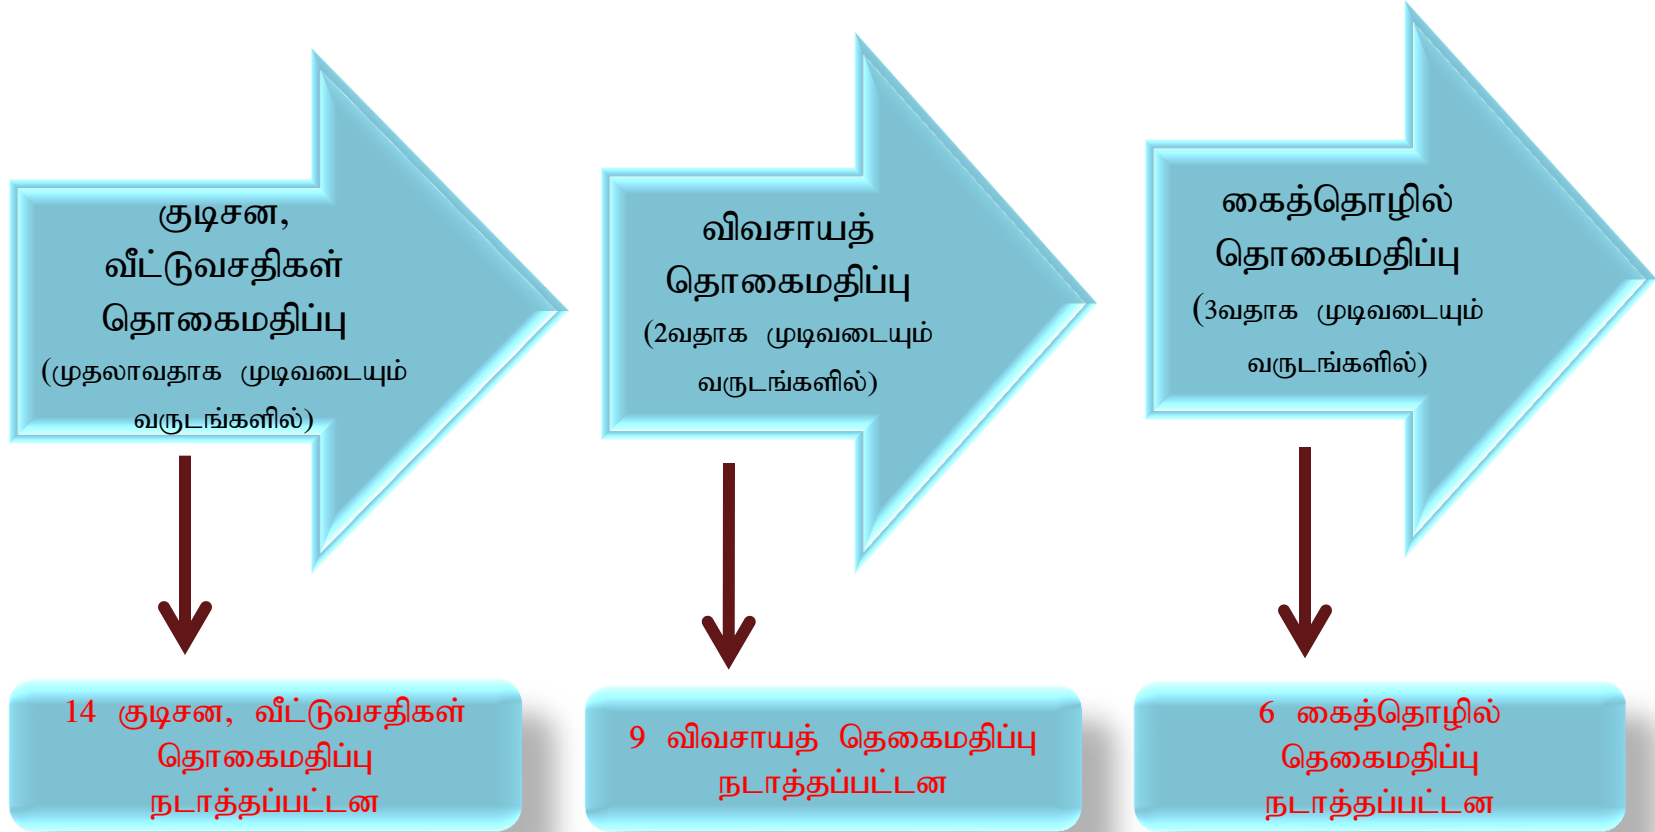 குடிசன,
வீட்டுவசதிகள்
தொகைமதிப்பு
(முதலாவதாக முடிவடையும்
வருடங்களில்)
விவசாயத்
தொகைமதிப்பு
(2வதாக முடிவடையும்
வருடங்களில்)
கைத்தொழில்
தொகைமதிப்பு
(3வதாக முடிவடையும்
வருடங்களில்)
14 குடிசன, வீட்டுவசதிகள்
தொகைமதிப்பு
நடாத்தப்பட்டன
9 விவசாயத் தெகைமதிப்பு
நடாத்தப்பட்டன
6 கைத்தொழில்
தெகைமதிப்பு
நடாத்தப்பட்டன